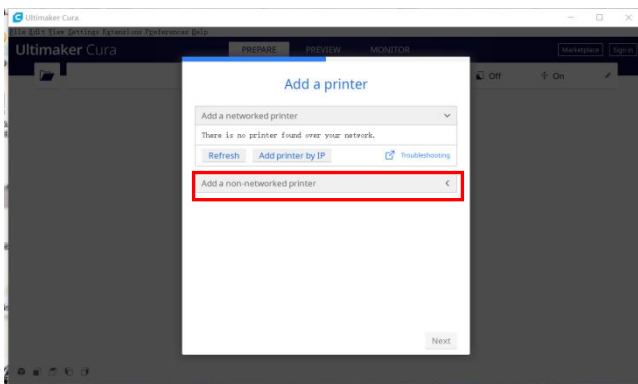 Ultimaker Cura
File Edit View Settings Extensions Preferences Help
Ultimaker Cura PREPARE PREVIEW MONITOR Marketplace Sign in
Off On
Add a printer
Add a networked printer
There is no printer found over your network.
Refresh Add printer by IP Troubleshooting
Add a non-networked printer
Next